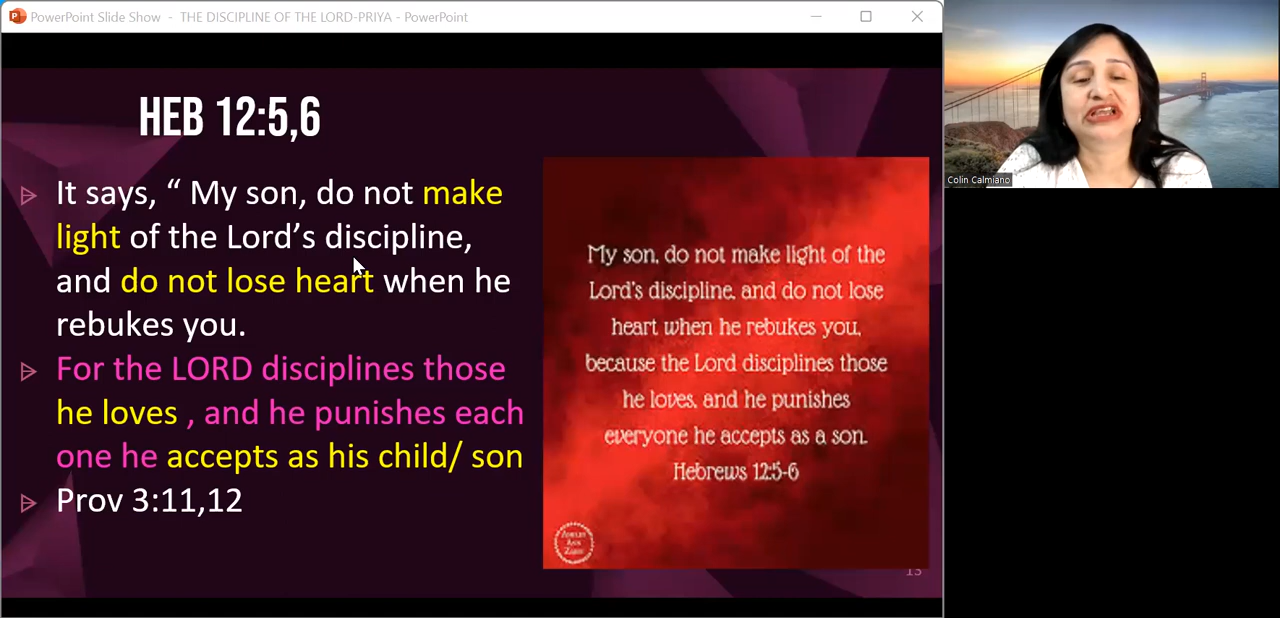 PowerPoint Slide Show - THE DISCIPLINE OF THE LORD-PRIYA - PowerPoint
HEB 12:5,6
It says, “ My son, do not make
light of the Lord’s discipline,
and do not lose heart when he
rebukes you.
For the LORD disciplines those
he loves , and he punishes each
one he accepts as his child/ son
Prov 3:11,12
My son, do not make light of the
Lord's discipline, and do not lose
heart when he rebukes you,
because the Lord disciplines those
he loves, and he punishes
everyone he accepts as a son.
Hebrews 12:5-6
13
Colin Calmiano